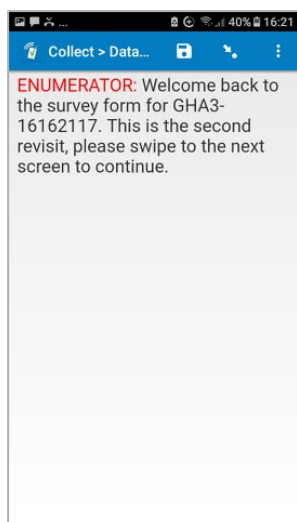 ... 40% 16:21
Collect > Data...
ENUMERATOR: Welcome back to
the survey form for GHA3-
16162117. This is the second
revisit, please swipe to the next
screen to continue.